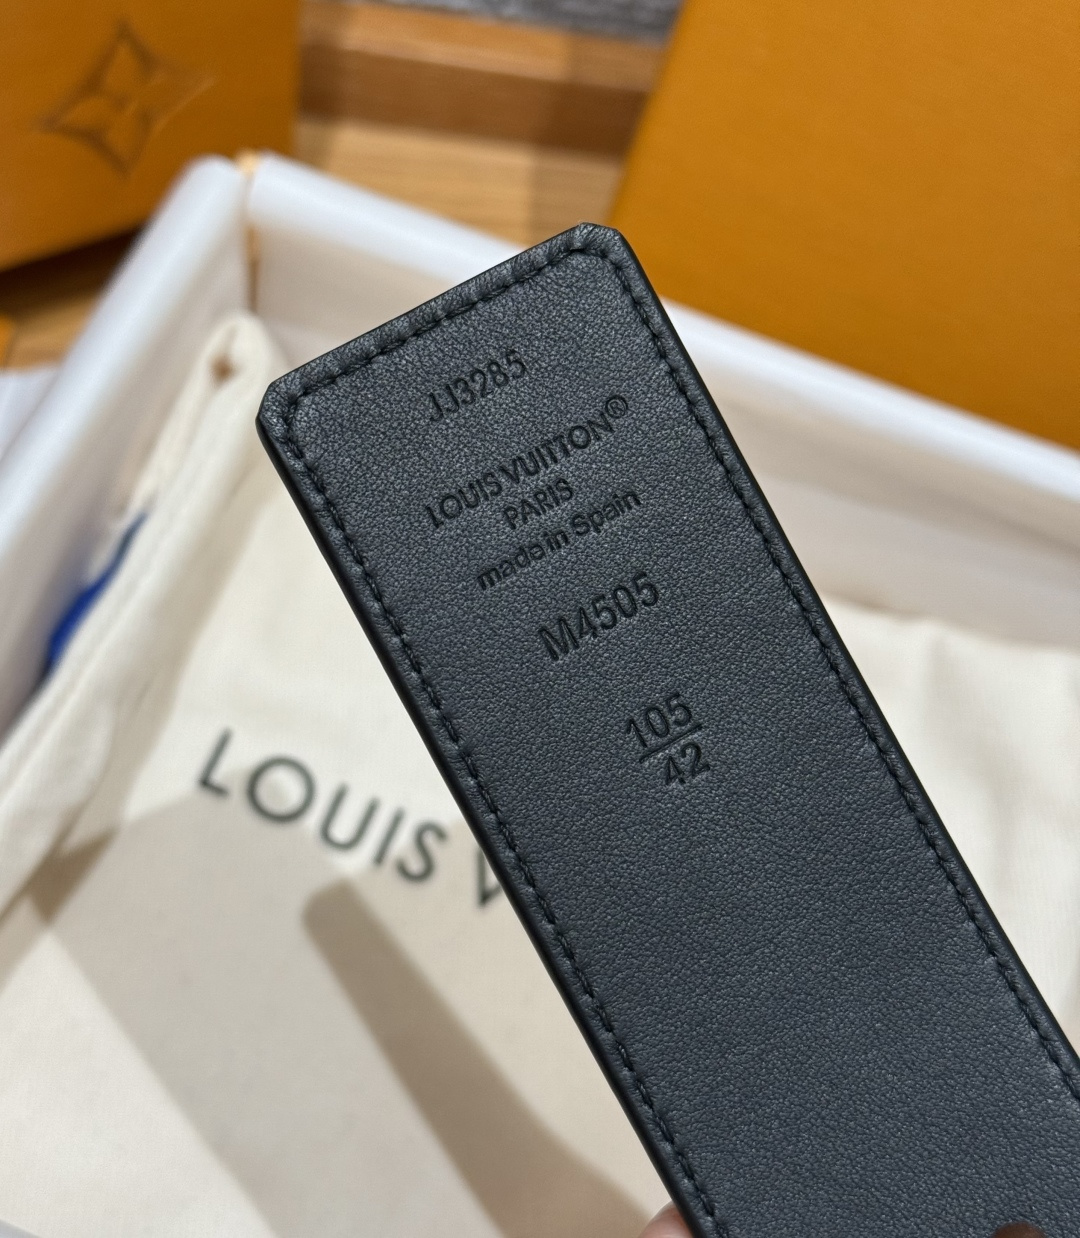 JJ3285
LOUIS VUITTON®
PARIS
made in Spain
M4505
105
42
LOUIS V